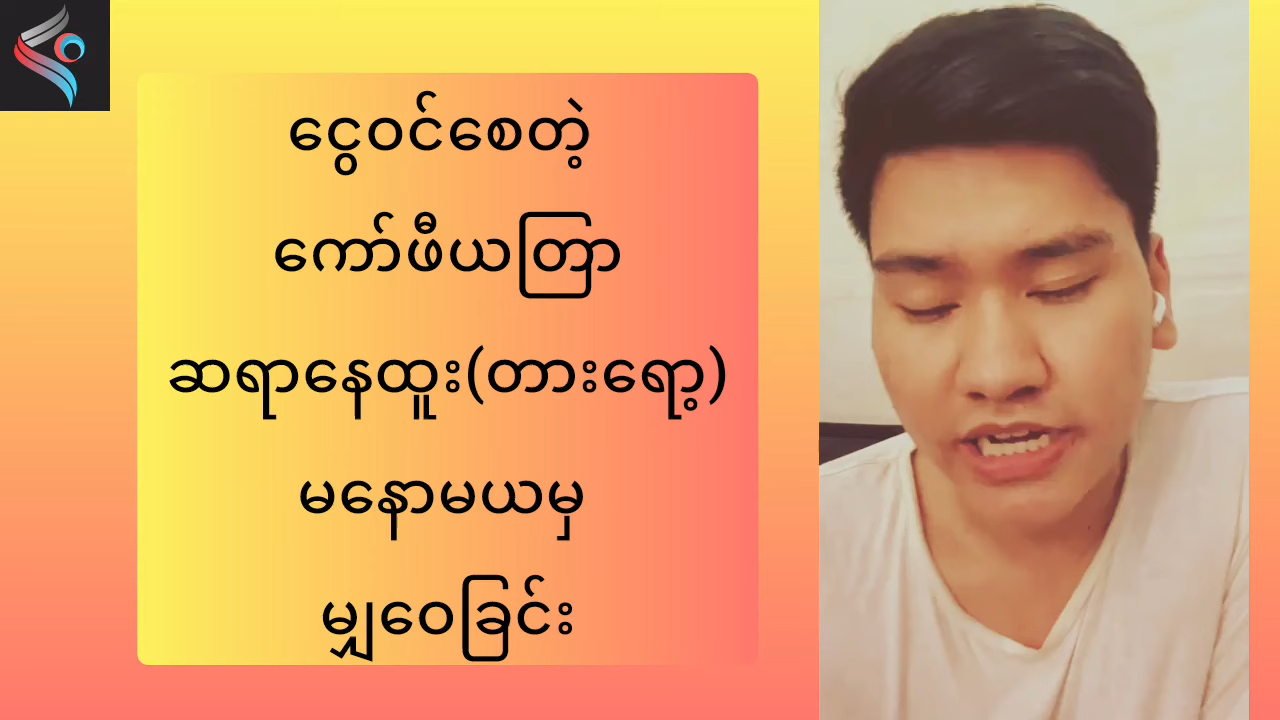 ငွေဝင်စေတဲ့
ကော်ဖီယတြာ
ဆရာနေထူး(တားရော့)
မနောမယမှ
မျှဝေခြင်း